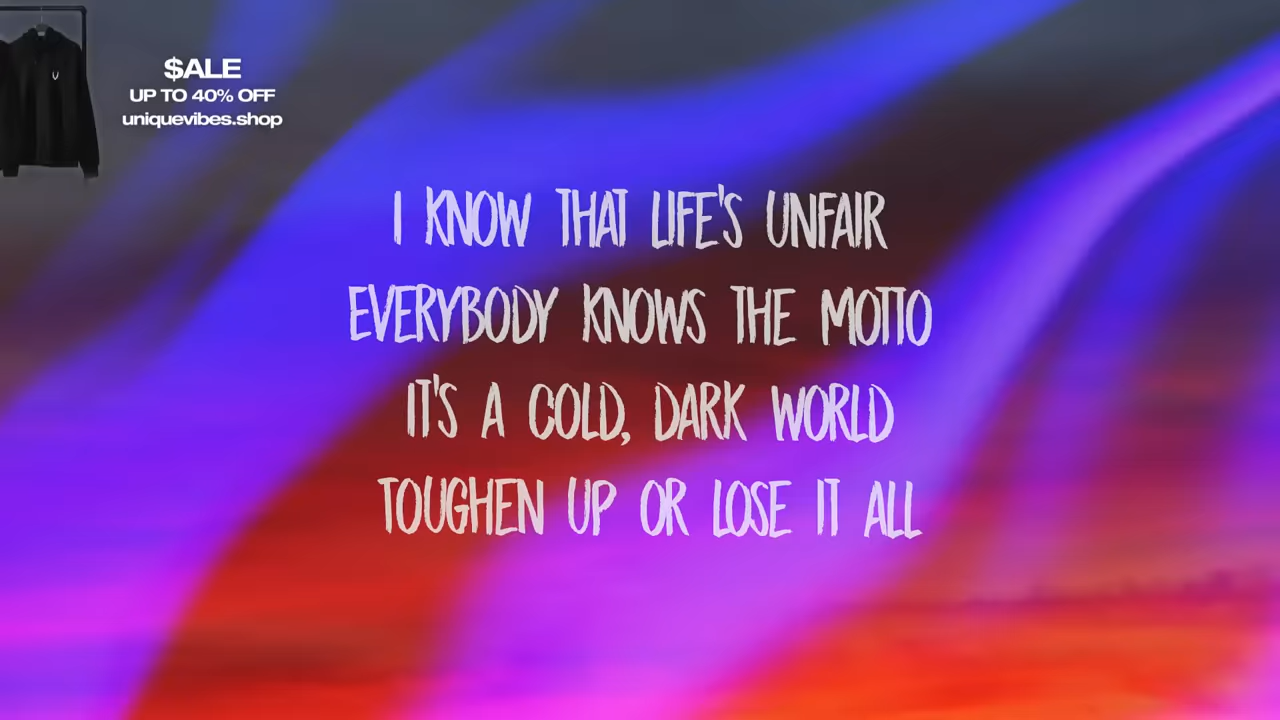 $ALE
UP TO 40% OFF
uniquevibes.shop
I KNOW THAT LIFE'S UNFAIR
EVERYBODY KNOWS THE MOTTO
IT'S A COLD, DARK WORLD
TOUGHEN UP OR LOSE IT ALL